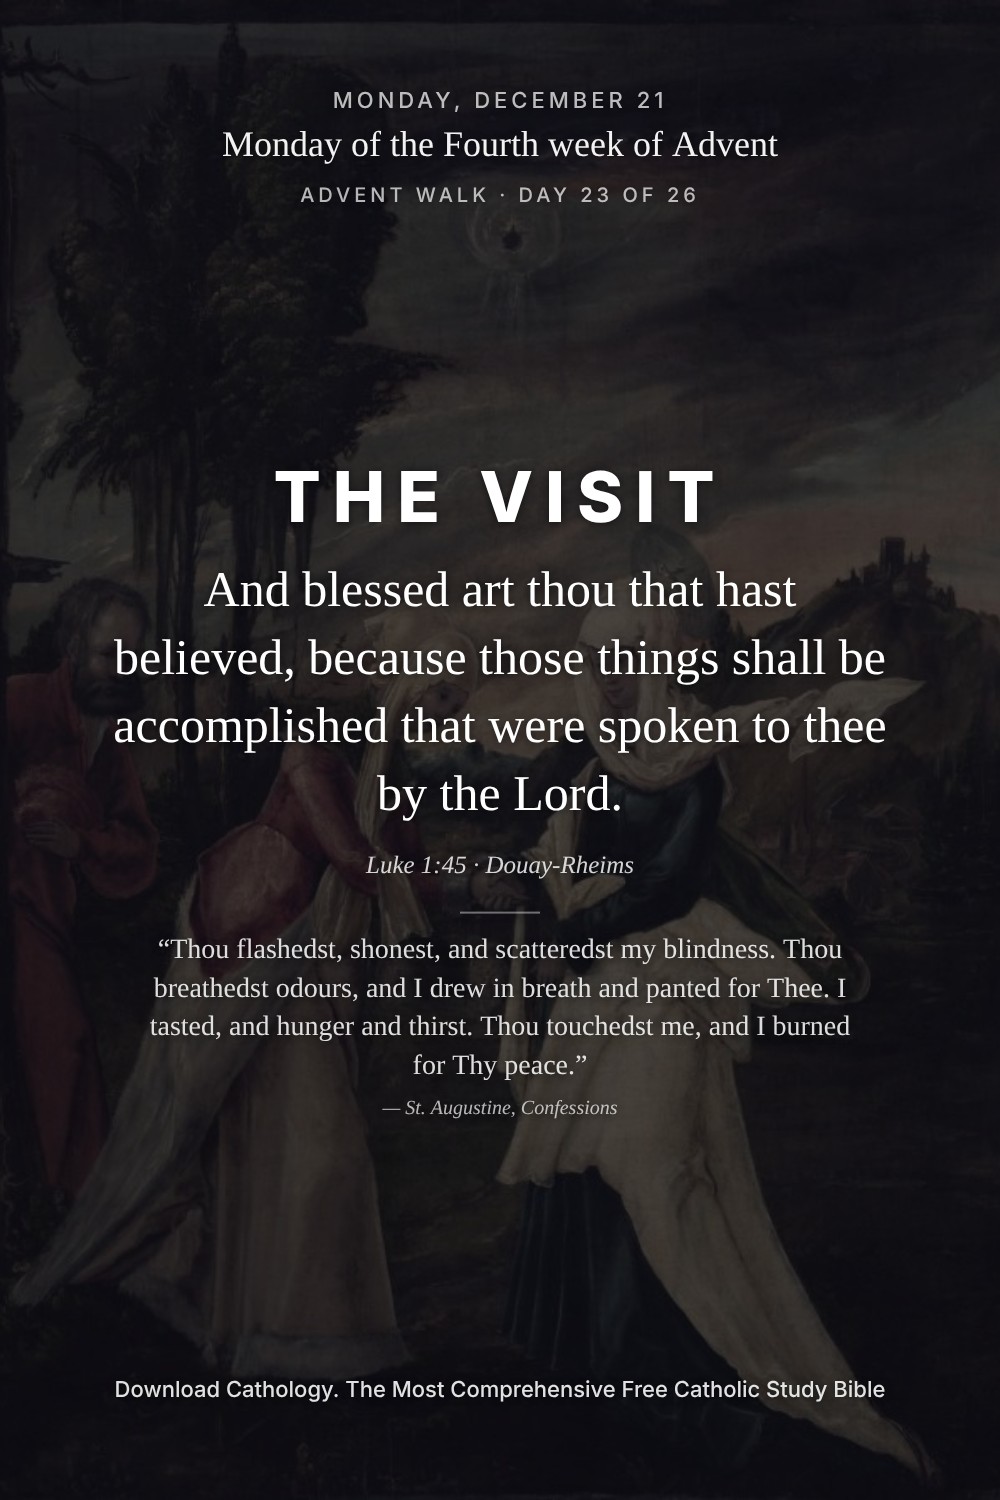 MONDAY, DECEMBER 21
Monday of the Fourth week of Advent
ADVENT WALK · DAY 23 OF 26
THE VISIT
And blessed art thou that hast
believed, because those things shall be
accomplished that were spoken to thee
by the Lord.
Luke 1:45 · Douay-Rheims
“Thou flashedst, shonest, and scatteredst my blindness. Thou
breathedst odours, and I drew in breath and panted for Thee. I
tasted, and hunger and thirst. Thou touchedst me, and I burned
for Thy peace.”
— St. Augustine, Confessions
Download Cathology. The Most Comprehensive Free Catholic Study Bible